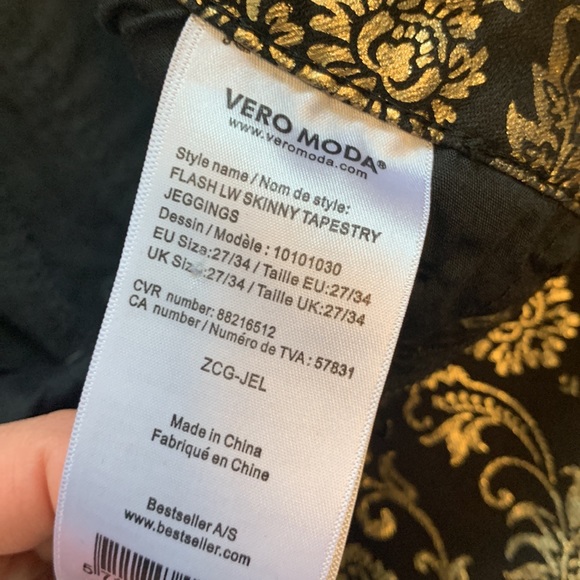 VERO MODA®
www.veromoda.com
Style name / Nom de style:
FLASH LW SKINNY TAPESTRY
JEGGINGS
Dessin / Modèle : 10101030
EU Size:27/34 / Taille EU:27/34
UK Size:27/34 / Taille UK:27/34
CVR number: 88216512
CA number / Numéro de TVA : 57831
ZCG-JEL
Made in China
Fabriqué en Chine
Bestseller A/S
www.bestseller.com